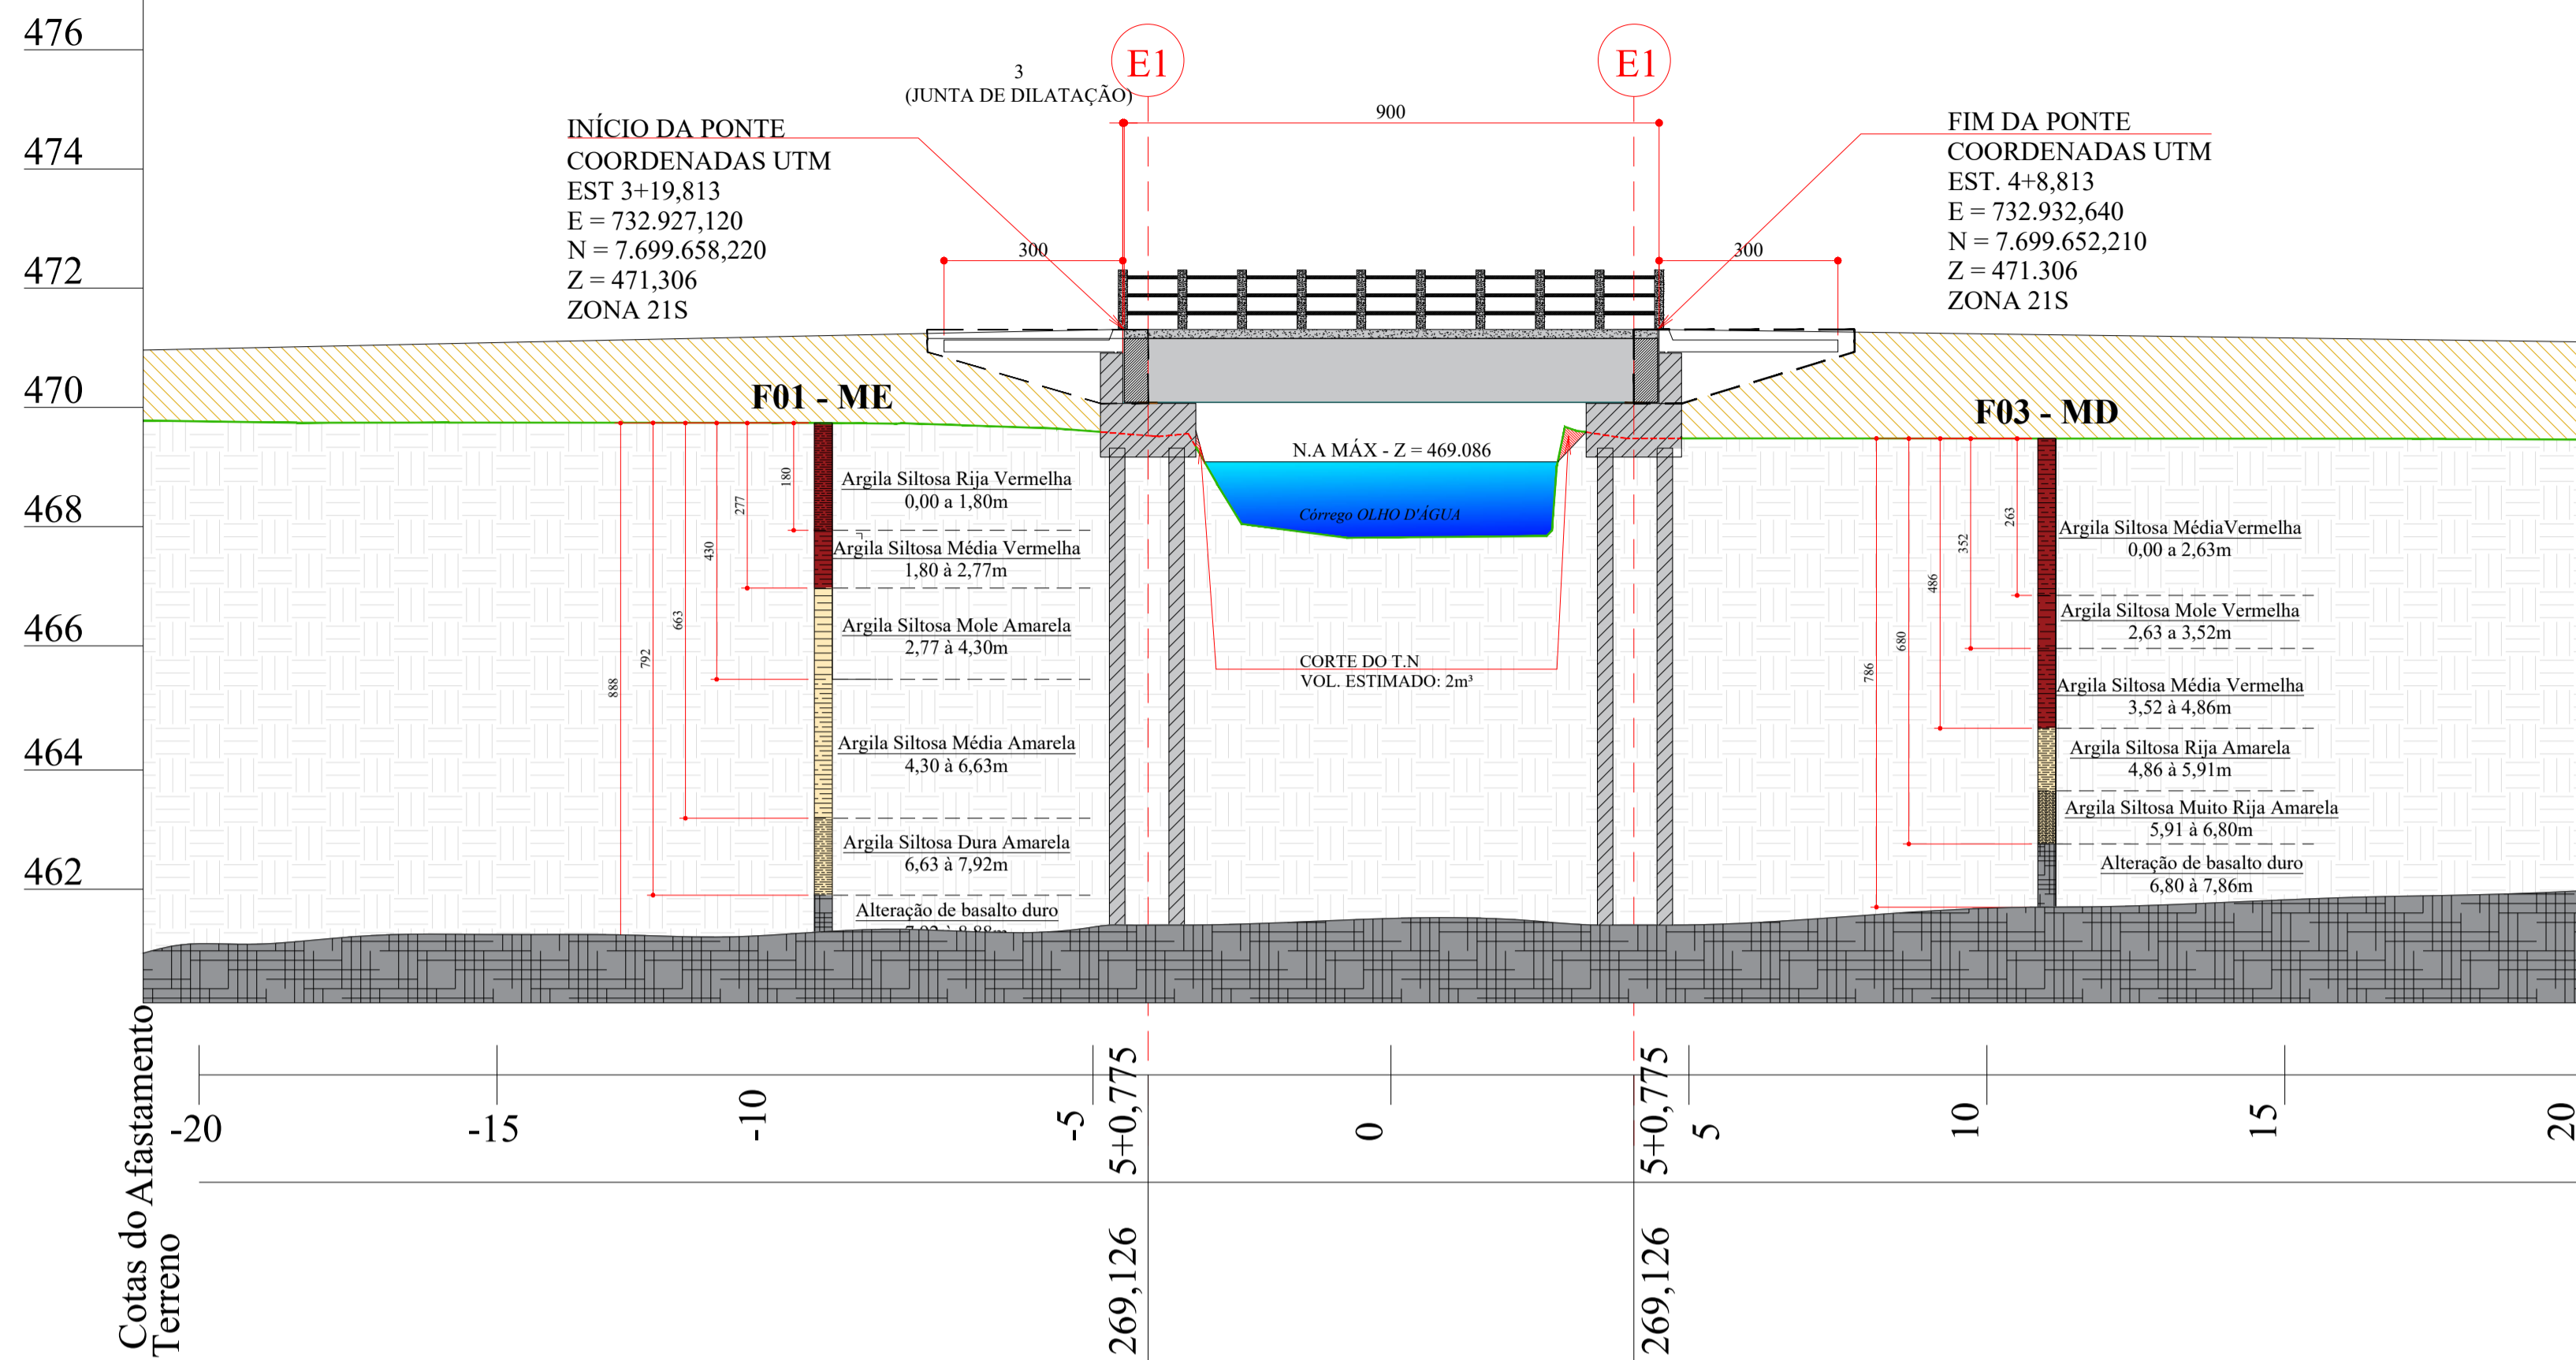 476
474
472
470
468
466
464
462
E1
E1
3
(JUNTA DE DILATAÇÃO)
900
INÍCIO DA PONTE
COORDENADAS UTM
EST 3+19,813
E = 732.927,120
N = 7.699.658,220
Z = 471,306
ZONA 21S
FIM DA PONTE
COORDENADAS UTM
EST. 4+8,813
E = 732.932,640
N = 7.699.652,210
Z = 471.306
ZONA 21S
300
300
F01 - ME
F03 - MD
N.A MÁX - Z = 469.086
Córrego OLHO D'ÁGUA
CORTE DO T.N
VOL. ESTIMADO: 2m³
180
277
430
663
792
888
Argila Siltosa Rija Vermelha
0,00 a 1,80m
Argila Siltosa Média Vermelha
1,80 à 2,77m
Argila Siltosa Mole Amarela
2,77 à 4,30m
Argila Siltosa Média Amarela
4,30 à 6,63m
Argila Siltosa Dura Amarela
6,63 à 7,92m
Alteração de basalto duro
7,92 à 8,88m
263
352
486
680
786
Argila Siltosa MédiaVermelha
0,00 a 2,63m
Argila Siltosa Mole Vermelha
2,63 a 3,52m
Argila Siltosa Média Vermelha
3,52 à 4,86m
Argila Siltosa Rija Amarela
4,86 à 5,91m
Argila Siltosa Muito Rija Amarela
5,91 à 6,80m
Alteração de basalto duro
6,80 à 7,86m
Afastamento
-20
-15
-10
-5
5+0,775
0
5+0,775
5
10
15
20
Cotas do
Terreno
269,126
269,126